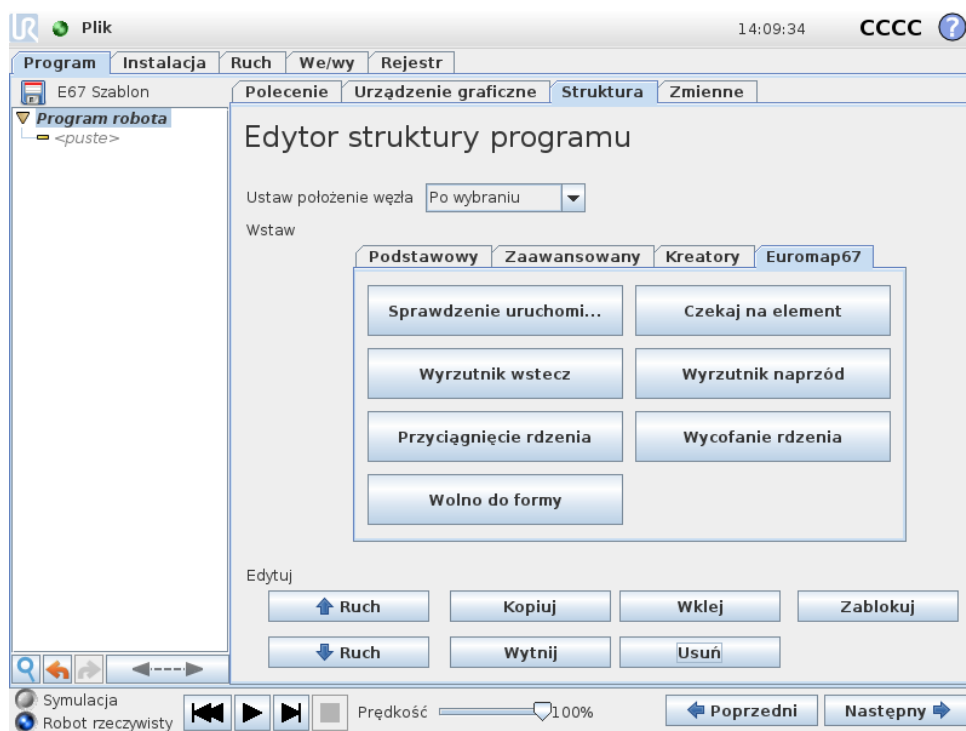 UR Plik 14:09:34 CCCC ?
Program Instalacja Ruch We/wy Rejestr
E67 Szablon
Polecenie Urządzenie graficzne Struktura Zmienne
Program robota
<puste>
Edytor struktury programu
Ustaw położenie węzła Po wybraniu
Wstaw
Podstawowy Zaawansowany Kreatory Euromap67
Sprawdzenie uruchomi... Czekaj na element
Wyrzutnik wstecz Wyrzutnik naprzód
Przyciągnięcie rdzenia Wycofanie rdzenia
Wolno do formy
Edytuj
Ruch Kopiuj Wklej Zablokuj
Ruch Wytnij Usuń
Symulacja
Robot rzeczywisty
Prędkość 100%
Poprzedni Następny